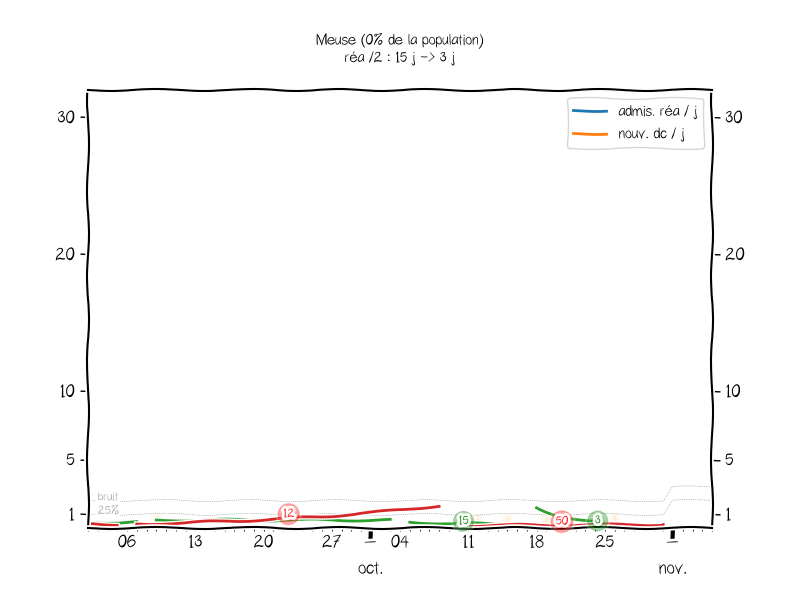 Meuse (0% de la population)
réa /2 : 15 j -> 3 j
admis. réa / j
nouv. dc / j
30 30
20 20
10 10
5 5
bruit
25%
1 1
12 15 50 3
06 13 20 27 04 11 18 25
oct. nov.